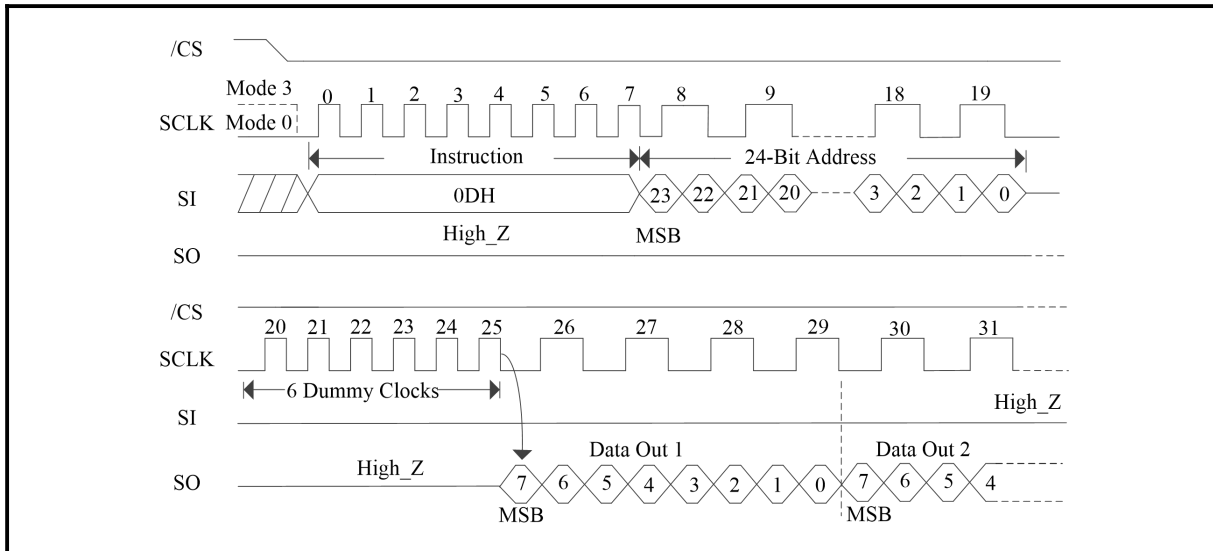 /CS
Mode 3
SCLK
Mode 0
0 1 2 3 4 5 6 7 8 9 18 19
Instruction
24-Bit Address
SI
0DH
23 22 21 20 3 2 1 0
High_Z
MSB
SO
/CS
20 21 22 23 24 25 26 27 28 29 30 31
SCLK
6 Dummy Clocks
High_Z
SI
Data Out 1
Data Out 2
High_Z
SO
7 6 5 4 3 2 1 0 7 6 5 4
MSB
MSB